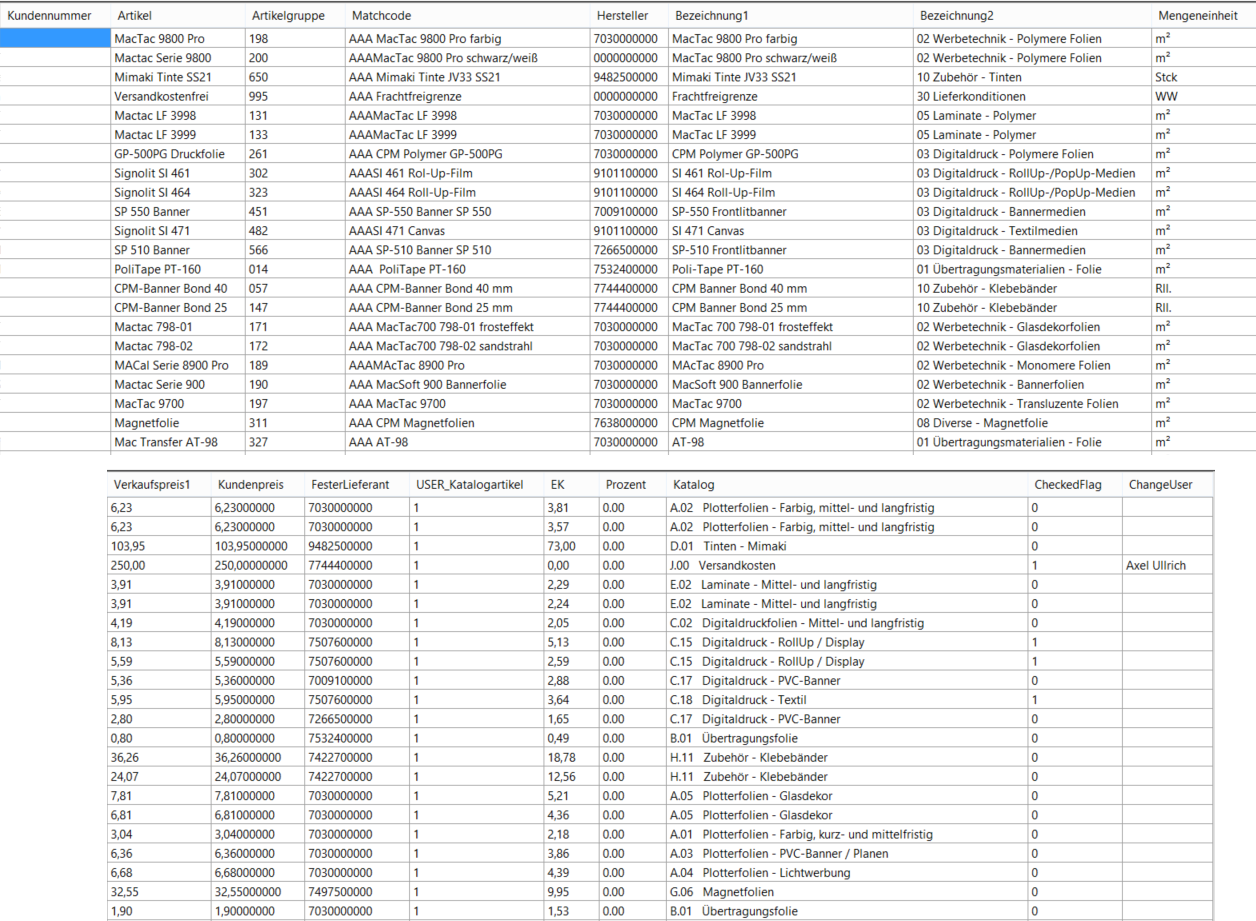 Kundennummer Artikel Artikelgruppe Matchcode Hersteller Bezeichnung1 Bezeichnung2 Mengeneinheit
MacTac 9800 Pro 198 AAA MacTac 9800 Pro farbig 7030000000 MacTac 9800 Pro farbig 02 Werbetechnik - Polymere Folien m²
Mactac Serie 9800 200 AAAMacTac 9800 Pro schwarz/weiß 0000000000 MacTac 9800 Pro schwarz/weiß 02 Werbetechnik - Polymere Folien m²
Mimaki Tinte SS21 650 AAA Mimaki Tinte JV33 SS21 9482500000 Mimaki Tinte JV33 SS21 10 Zubehör - Tinten Stck
Versandkostenfrei 995 AAA Frachtfreigrenze 0000000000 Frachtfreigrenze 30 Lieferkonditionen WW
Mactac LF 3998 131 AAAMacTac LF 3998 7030000000 MacTac LF 3998 05 Laminate - Polymer m²
Mactac LF 3999 133 AAAMacTac LF 3999 7030000000 MacTac LF 3999 05 Laminate - Polymer m²
GP-500PG Druckfolie 261 AAA CPM Polymer GP-500PG 7030000000 CPM Polymer GP-500PG 03 Digitaldruck - Polymere Folien m²
Signolit SI 461 302 AAASI 461 Rol-Up-Film 9101100000 SI 461 Rol-Up-Film 03 Digitaldruck - RollUp-/PopUp-Medien m²
Signolit SI 464 323 AAASI 464 Roll-Up-Film 9101100000 SI 464 Roll-Up-Film 03 Digitaldruck - RollUp-/PopUp-Medien m²
SP 550 Banner 451 AAA SP-550 Banner SP 550 7009100000 SP-550 Frontlitbanner 03 Digitaldruck - Bannermedien m²
Signolit SI 471 482 AAASI 471 Canvas 9101100000 SI 471 Canvas 03 Digitaldruck - Textilmedien m²
SP 510 Banner 566 AAA SP-510 Banner SP 510 7266500000 SP-510 Frontlitbanner 03 Digitaldruck - Bannermedien m²
PoliTape PT-160 014 AAA PoliTape PT-160 7532400000 Poli-Tape PT-160 01 Übertragungsmaterialien - Folie m²
CPM-Banner Bond 40 057 AAA CPM-Banner Bond 40 mm 7744400000 CPM Banner Bond 40 mm 10 Zubehör - Klebebänder Rll.
CPM-Banner Bond 25 147 AAA CPM-Banner Bond 25 mm 7744400000 CPM Banner Bond 25 mm 10 Zubehör - Klebebänder Rll.
Mactac 798-01 171 AAA MacTac700 798-01 frosteffekt 7030000000 MacTac 700 798-01 frosteffekt 02 Werbetechnik - Glasdekorfolien m²
Mactac 798-02 172 AAA MacTac700 798-02 sandstrahl 7030000000 MacTac 700 798-02 sandstrahl 02 Werbetechnik - Glasdekorfolien m²
MACal Serie 8900 Pro 189 AAAMAcTac 8900 Pro 7030000000 MAcTac 8900 Pro 02 Werbetechnik - Monomere Folien m²
Mactac Serie 900 190 AAA MacSoft 900 Bannerfolie 7030000000 MacSoft 900 Bannerfolie 02 Werbetechnik - Bannerfolien m²
MacTac 9700 197 AAA MacTac 9700 7030000000 MacTac 9700 02 Werbetechnik - Transluzente Folien m²
Magnetfolie 311 AAA CPM Magnetfolien 7638000000 CPM Magnetfolie 08 Diverse - Magnetfolie m²
Mac Transfer AT-98 327 AAA AT-98 7030000000 AT-98 01 Übertragungsmaterialien - Folie m²
Verkaufspreis1 Kundenpreis FesterLieferant USER_Katalogartikel EK Prozent Katalog CheckedFlag ChangeUser
6,23 6,23000000 7030000000 1 3,81 0.00 A.02 Plotterfolien - Farbig, mittel- und langfristig 0
6,23 6,23000000 7030000000 1 3,57 0.00 A.02 Plotterfolien - Farbig, mittel- und langfristig 0
103,95 103,95000000 9482500000 1 73,00 0.00 D.01 Tinten - Mimaki 0
250,00 250,00000000 7744400000 1 0,00 0.00 J.00 Versandkosten 1 Axel Ullrich
3,91 3,91000000 7030000000 1 2,29 0.00 E.02 Laminate - Mittel- und langfristig 0
3,91 3,91000000 7030000000 1 2,24 0.00 E.02 Laminate - Mittel- und langfristig 0
4,19 4,19000000 7030000000 1 2,05 0.00 C.02 Digitaldruckfolien - Mittel- und langfristig 0
8,13 8,13000000 7507600000 1 5,13 0.00 C.15 Digitaldruck - RollUp / Display 1
5,59 5,59000000 7507600000 1 2,59 0.00 C.15 Digitaldruck - RollUp / Display 1
5,36 5,36000000 7009100000 1 2,88 0.00 C.17 Digitaldruck - PVC-Banner 0
5,95 5,95000000 7507600000 1 3,64 0.00 C.18 Digitaldruck - Textil 1
2,80 2,80000000 7266500000 1 1,65 0.00 C.17 Digitaldruck - PVC-Banner 0
0,80 0,80000000 7532400000 1 0,49 0.00 B.01 Übertragungsfolie 0
36,26 36,26000000 7422700000 1 18,78 0.00 H.11 Zubehör - Klebebänder 0
24,07 24,07000000 7422700000 1 12,56 0.00 H.11 Zubehör - Klebebänder 0
7,81 7,81000000 7030000000 1 5,21 0.00 A.05 Plotterfolien - Glasdekor 0
6,81 6,81000000 7030000000 1 4,36 0.00 A.05 Plotterfolien - Glasdekor 0
3,04 3,04000000 7030000000 1 2,18 0.00 A.01 Plotterfolien - Farbig, kurz- und mittelfristig 0
6,36 6,36000000 7030000000 1 3,86 0.00 A.03 Plotterfolien - PVC-Banner / Planen 0
6,68 6,68000000 7030000000 1 4,39 0.00 A.04 Plotterfolien - Lichtwerbung 0
32,55 32,55000000 7497500000 1 9,95 0.00 G.06 Magnetfolien 0
1,90 1,90000000 7030000000 1 1,53 0.00 B.01 Übertragungsfolie 0